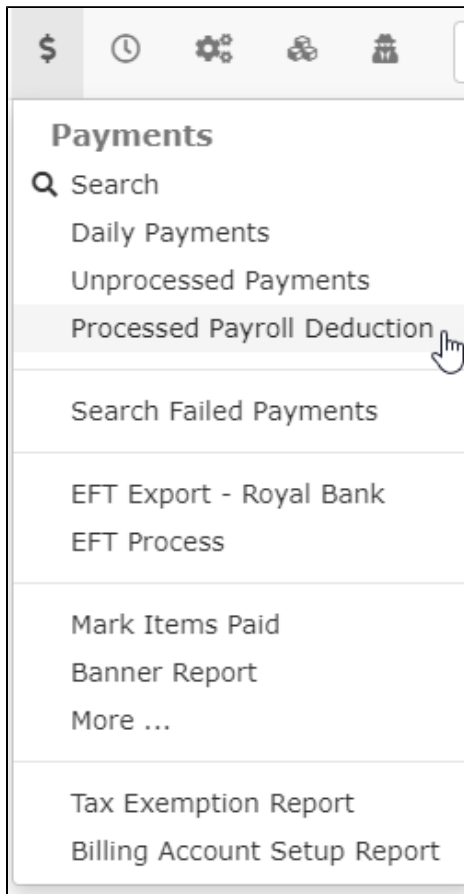 Payments
Search
Daily Payments
Unprocessed Payments
Processed Payroll Deduction
Search Failed Payments
EFT Export - Royal Bank
EFT Process
Mark Items Paid
Banner Report
More ...
Tax Exemption Report
Billing Account Setup Report